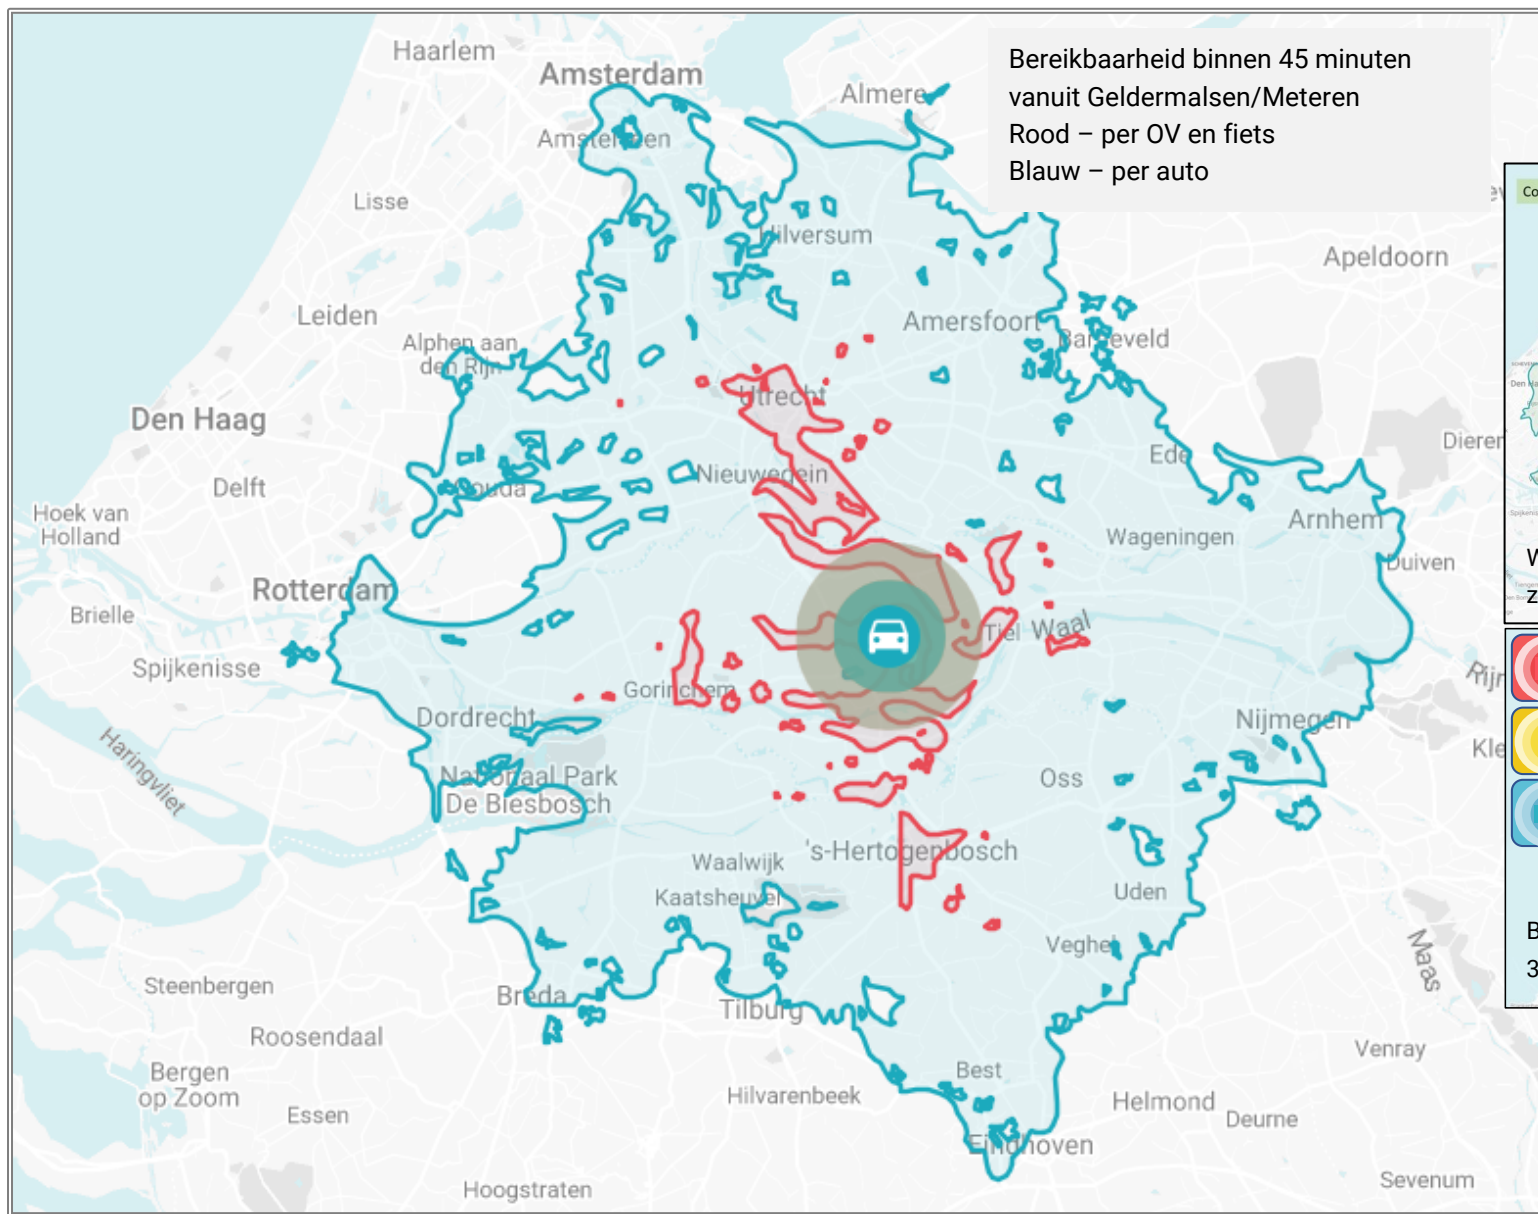 Bereikbaarheid binnen 45 minuten
vanuit Geldermalsen/Meteren
Rood – per OV en fiets
Blauw – per auto
Haarlem
Amsterdam
Almere
Amstelveen
Lisse
Hilversum
Apeldoorn
Leiden
Amersfoort
Barneveld
Alphen aan
den Rijn
Utrecht
Den Haag
Dieren
Ede
Nieuwegein
Delft
Gouda
Hoek van
Holland
Arnhem
Wageningen
Duiven
Rotterdam
Brielle
Tiel
Waal
Spijkenisse
Gorinchem
Dordrecht
Nijmegen
Haringvliet
Nationaal Park
De Biesbosch
Oss
Kle
's-Hertogenbosch
Waalwijk
Kaatsheuvel
Uden
Veghel
Maas
Steenbergen
Breda
Tilburg
Roosendaal
Venray
Bergen
op Zoom
Best
Hilvarenbeek
Helmond
Essen
Deurne
Eindhoven
Hoogstraten
Sevenum
Co
W
z
B
3